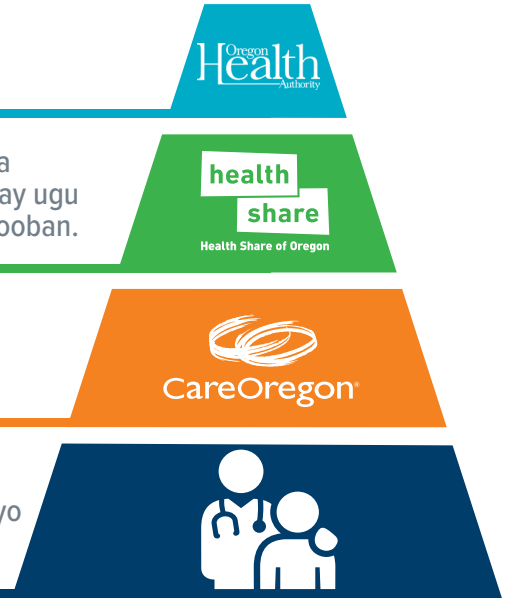 Oregon
Health
Authority
a
ay ugu
ooban.
health
share
Health Share of Oregon
CareOregon®
yo